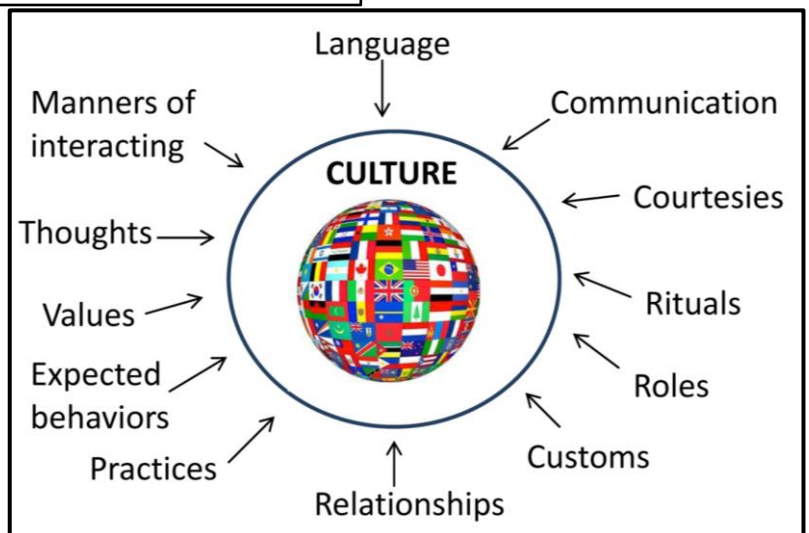 Language
Manners of
interacting
Communication
CULTURE
Courtesies
Thoughts
Values
Rituals
Expected
behaviors
Roles
Practices
Customs
Relationships